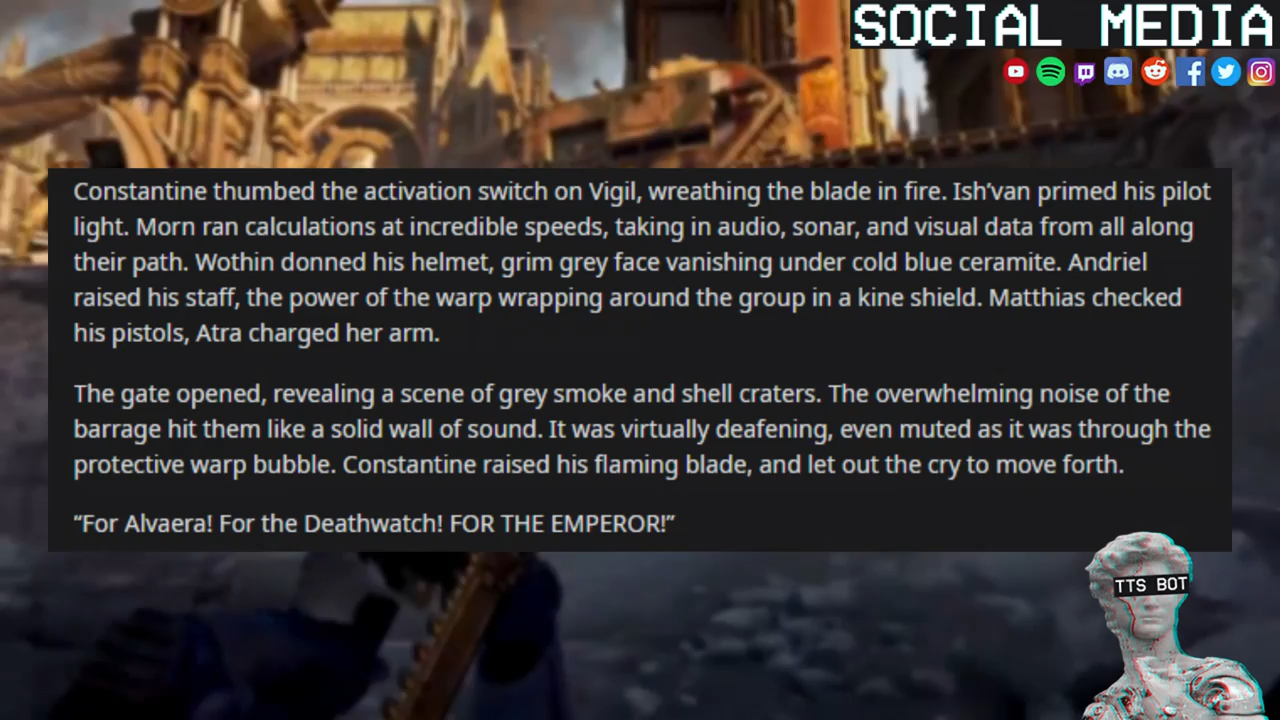 SOCIAL MEDIA
Constantine thumbed the activation switch on Vigil, wreathing the blade in fire. Ish’van primed his pilot
light. Morn ran calculations at incredible speeds, taking in audio, sonar, and visual data from all along
their path. Wothin donned his helmet, grim grey face vanishing under cold blue ceramite. Andriel
raised his staff, the power of the warp wrapping around the group in a kine shield. Matthias checked
his pistols, Atra charged her arm.
The gate opened, revealing a scene of grey smoke and shell craters. The overwhelming noise of the
barrage hit them like a solid wall of sound. It was virtually deafening, even muted as it was through the
protective warp bubble. Constantine raised his flaming blade, and let out the cry to move forth.
“For Alvaera! For the Deathwatch! FOR THE EMPEROR!”
TTS BOT